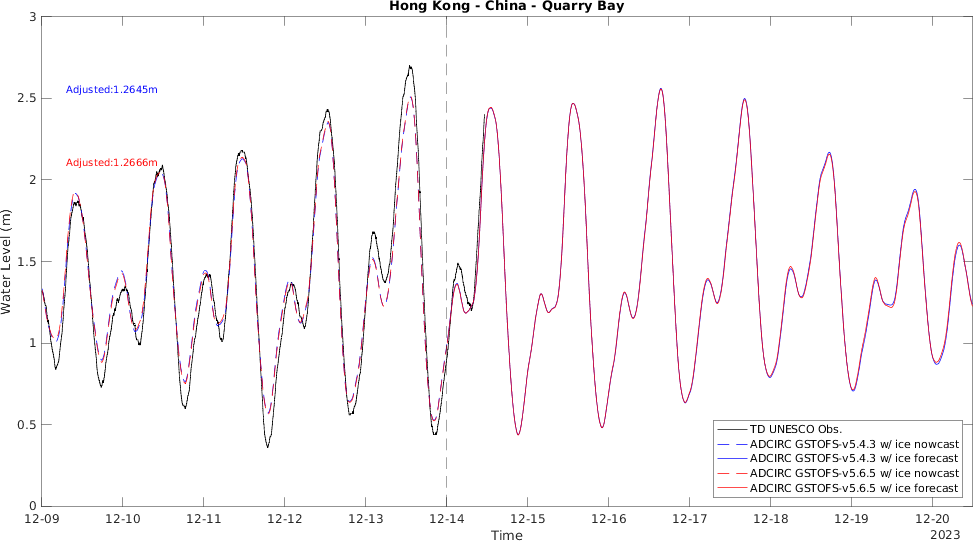 Hong Kong - China - Quarry Bay
Water Level (m)
3
2.5
2
1.5
1
0.5
0
Adjusted:1.2645m
Adjusted:1.2666m
TD UNESCO Obs.
ADCIRC GSTOFS-v5.4.3 w/ ice nowcast
ADCIRC GSTOFS-v5.4.3 w/ ice forecast
ADCIRC GSTOFS-v5.6.5 w/ ice nowcast
ADCIRC GSTOFS-v5.6.5 w/ ice forecast
12-09 12-10 12-11 12-12 12-13 12-14 12-15 12-16 12-17 12-18 12-19 12-20
Time
2023